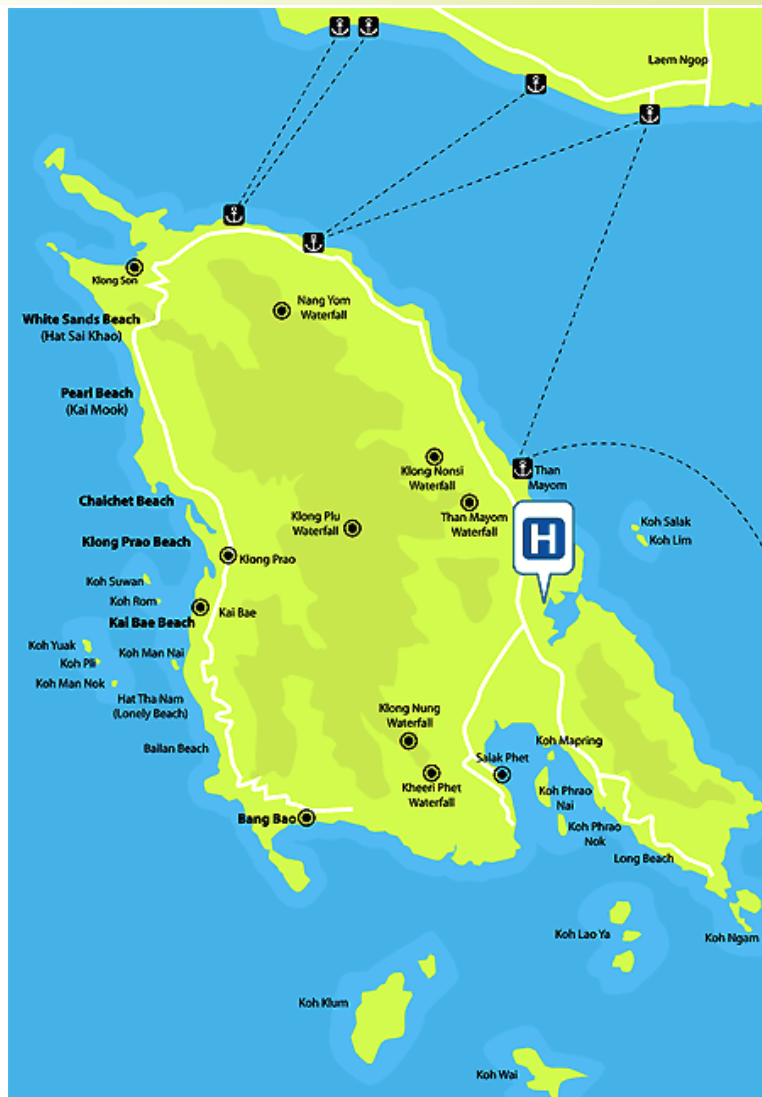 Laem Ngop
Klong Son
Nang Yom
Waterfall
White Sands Beach
(Hat Sai Khao)
Pearl Beach
(Kai Mook)
Klong Nonsi
Waterfall
Than
Mayom
Chaichet Beach
Than Mayom
Waterfall
Klong Plu
Waterfall
Koh Salak
Koh Lim
H
Klong Prao Beach
Klong Prao
Koh Suwan
Koh Rom
Kai Bae
Kai Bae Beach
Koh Yuak
Koh Man Nai
Koh Pli
Koh Man Nok
Hat Tha Nam
(Lonely Beach)
Klong Nung
Waterfall
Bailan Beach
Koh Mapring
Salak Phet
Kheeri Phet
Waterfall
Koh Phrao
Nai
Bang Bao
Koh Phrao
Nok
Long Beach
Koh Lao Ya
Koh Ngam
Koh Klum
Koh Wai